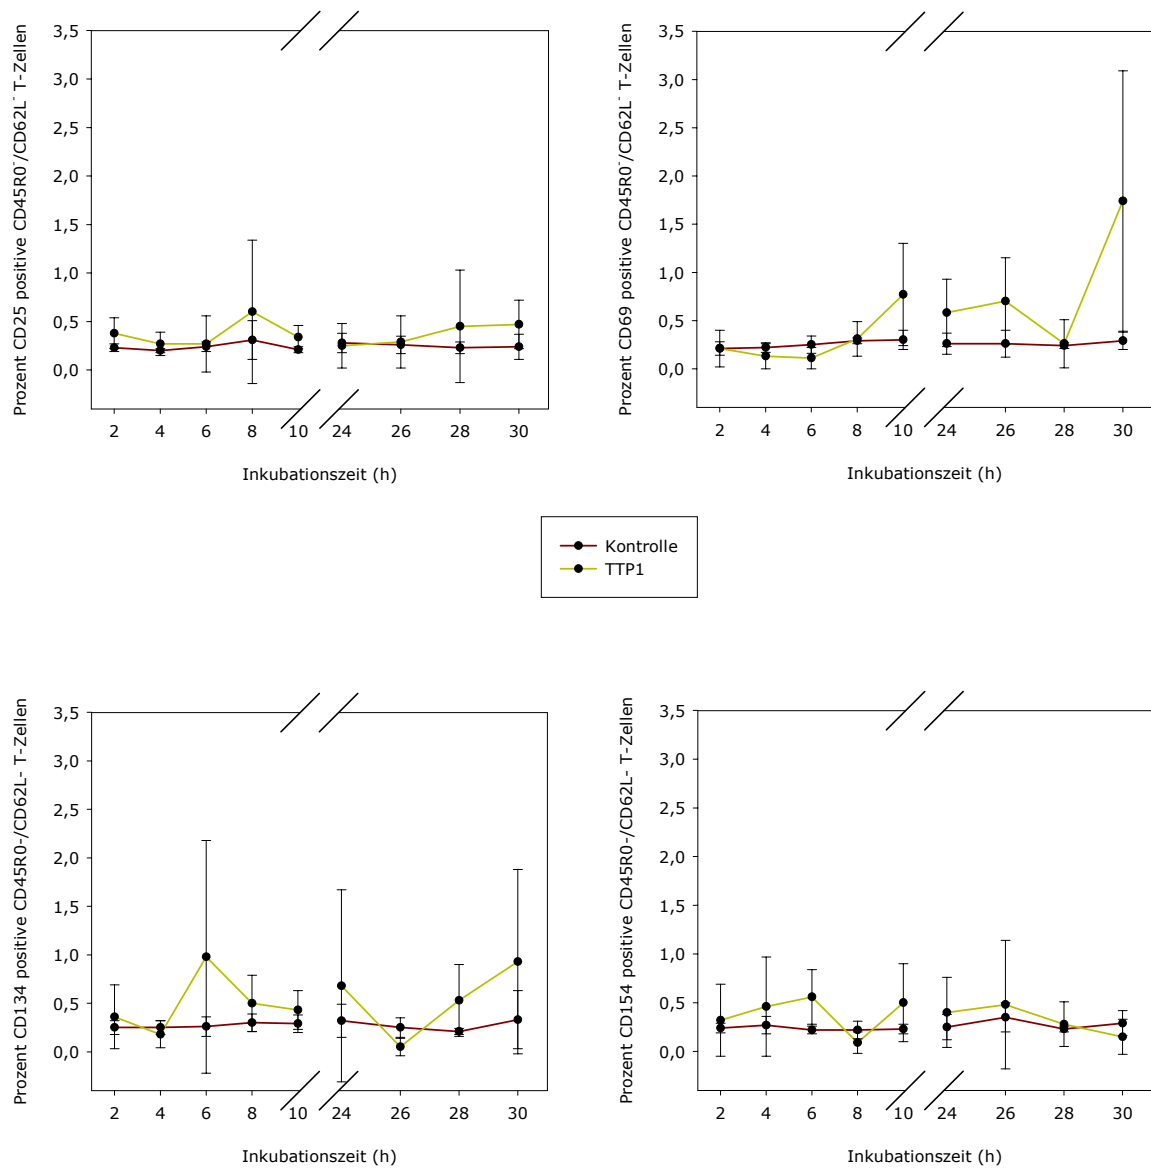 Prozent CD25 positive CD45R0⁻/CD62L⁻ T-Zellen
3,5
3,0
2,5
2,0
1,5
1,0
0,5
0,0
2 4 6 8 10 24 26 28 30
Inkubationszeit (h)
Prozent CD69 positive CD45R0⁻/CD62L⁻ T-Zellen
3,5
3,0
2,5
2,0
1,5
1,0
0,5
0,0
2 4 6 8 10 24 26 28 30
Inkubationszeit (h)
Kontrolle
TTP1
Prozent CD134 positive CD45R0-/CD62L- T-Zellen
3,5
3,0
2,5
2,0
1,5
1,0
0,5
0,0
2 4 6 8 10 24 26 28 30
Inkubationszeit (h)
Prozent CD154 positive CD45R0-/CD62L- T-Zellen
3,5
3,0
2,5
2,0
1,5
1,0
0,5
0,0
2 4 6 8 10 24 26 28 30
Inkubationszeit (h)